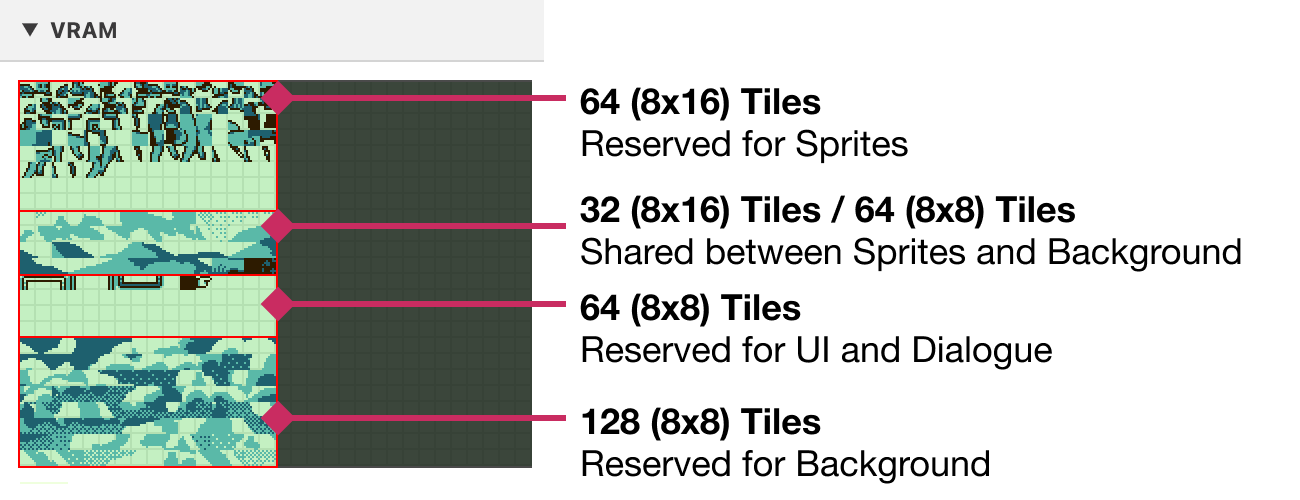 ▼ VRAM
64 (8x16) Tiles
Reserved for Sprites
32 (8x16) Tiles / 64 (8x8) Tiles
Shared between Sprites and Background
64 (8x8) Tiles
Reserved for UI and Dialogue
128 (8x8) Tiles
Reserved for Background